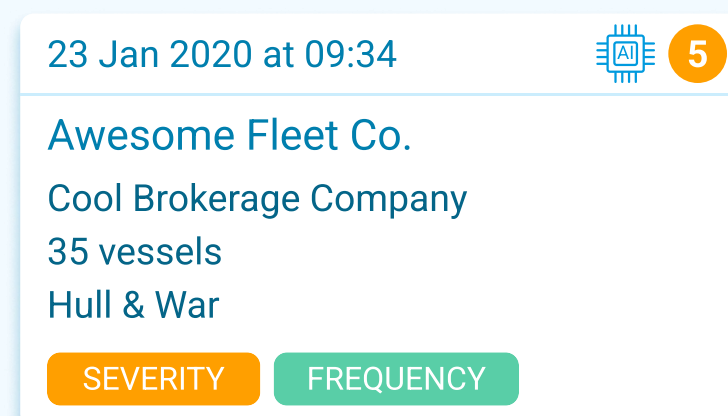 23 Jan 2020 at 09:34 AI 5
Awesome Fleet Co.
Cool Brokerage Company
35 vessels
Hull & War
SEVERITY FREQUENCY